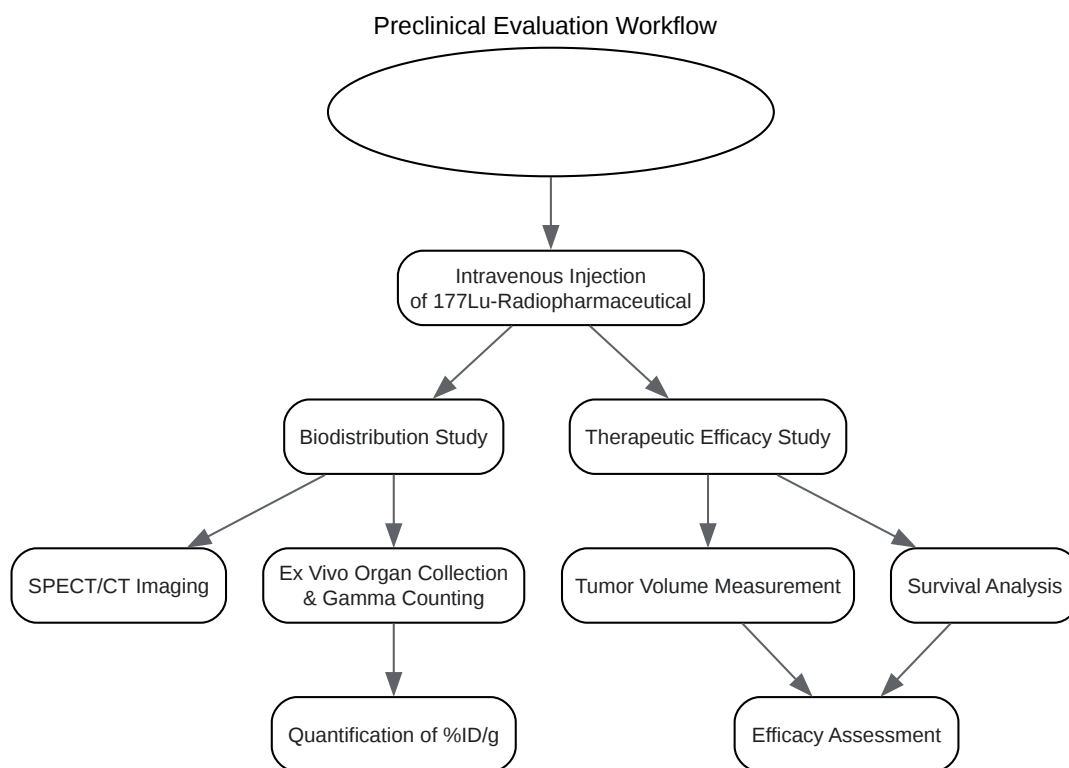 Preclinical Evaluation Workflow
Intravenous Injection
of 177Lu-Radiopharmaceutical
Biodistribution Study
Therapeutic Efficacy Study
SPECT/CT Imaging
Ex Vivo Organ Collection
& Gamma Counting
Tumor Volume Measurement
Survival Analysis
Quantification of %ID/g
Efficacy Assessment